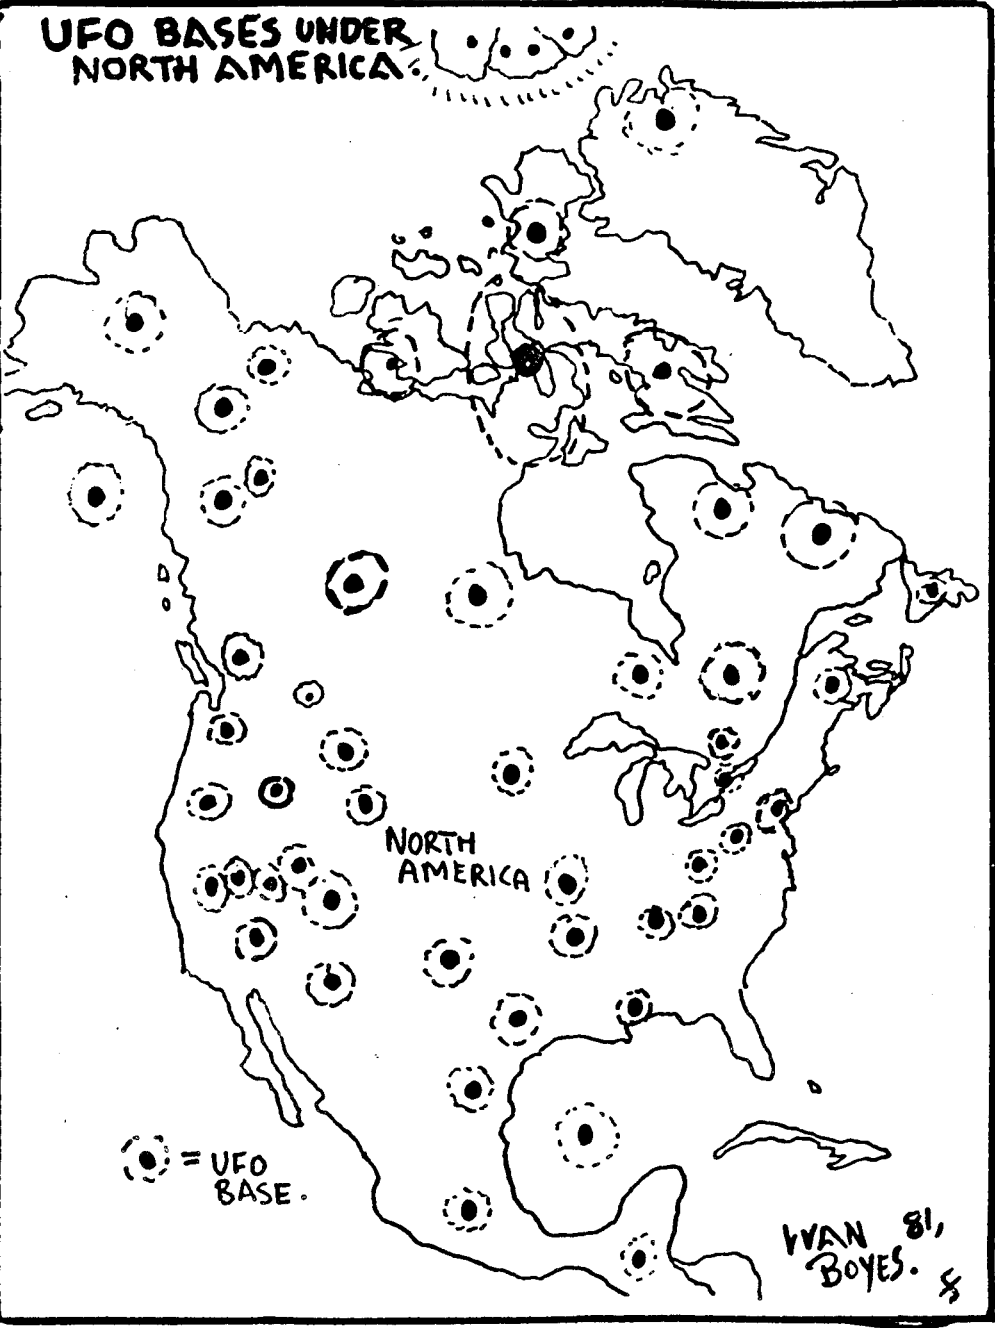 UFO BASES UNDER
NORTH AMERICA.
NORTH
AMERICA
= UFO
BASE.
IVAN 81,
BOYES.